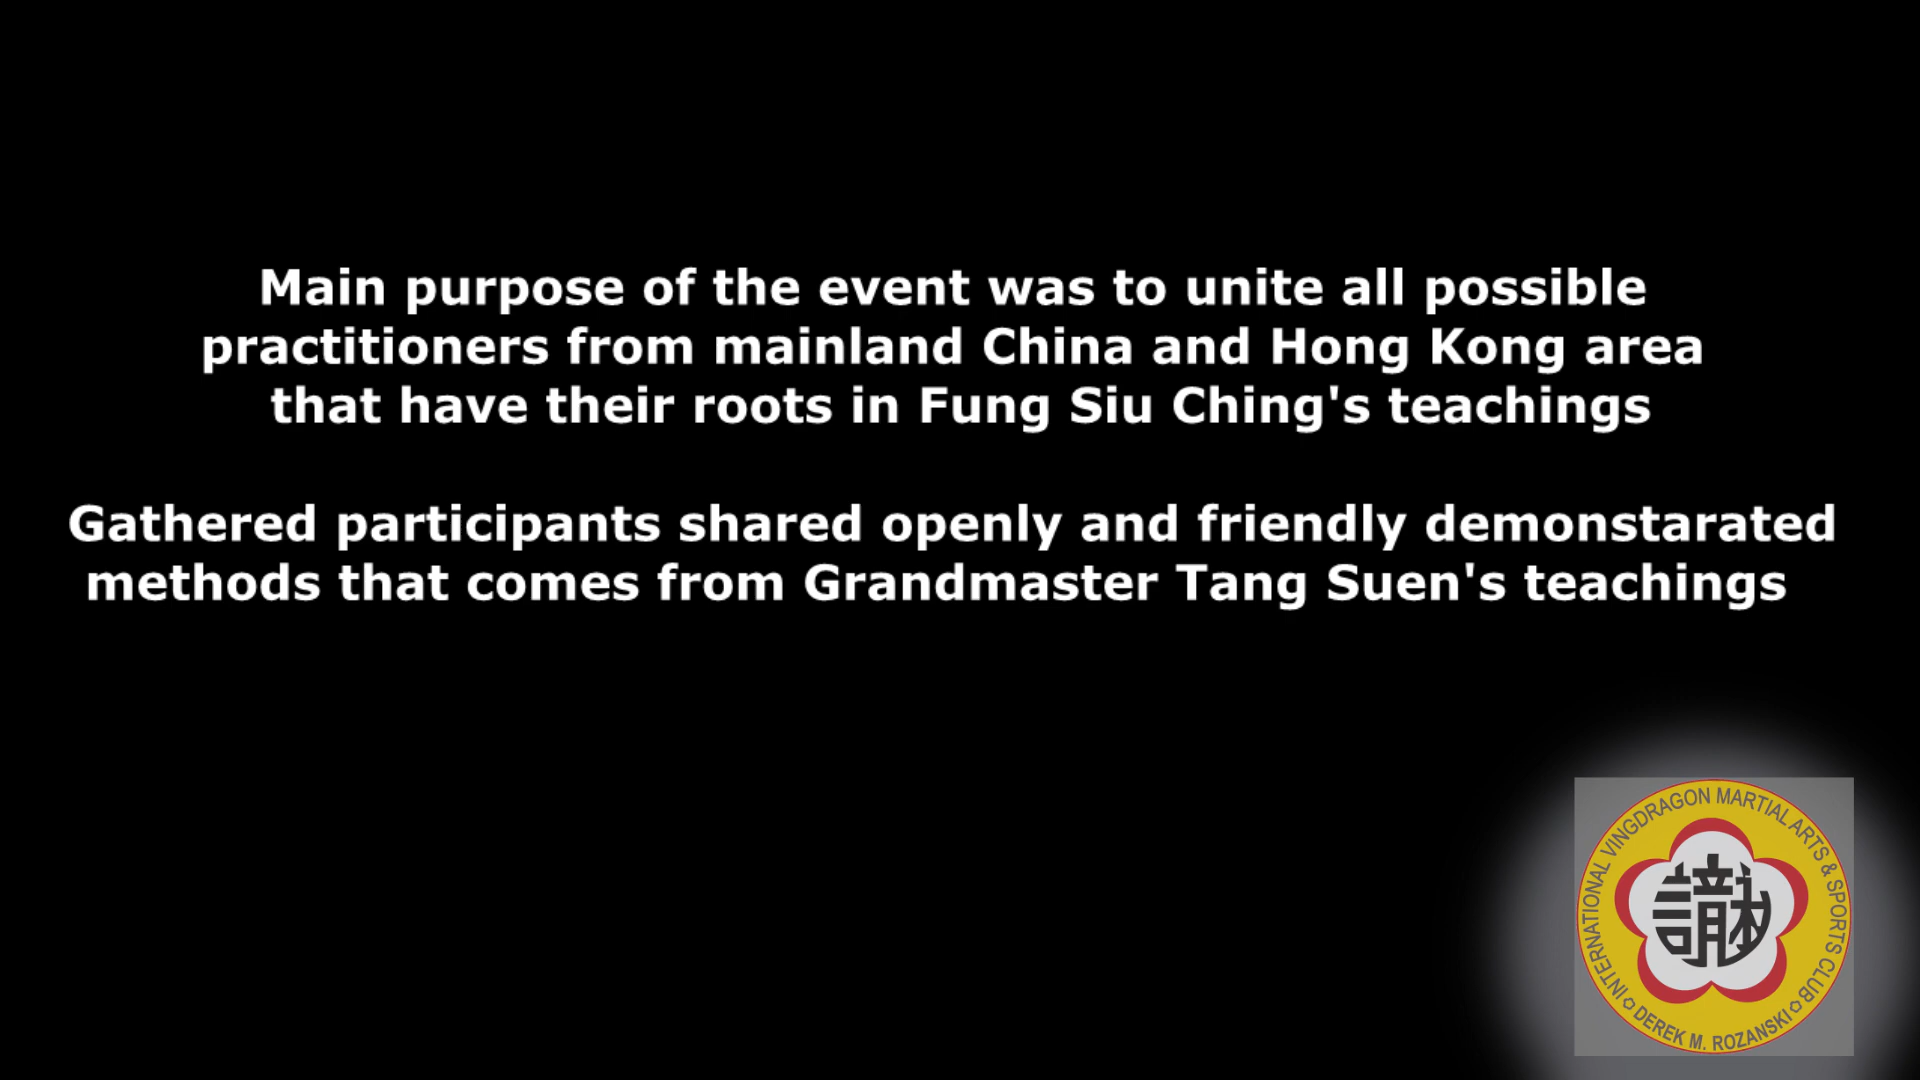 Main purpose of the event was to unite all possible
practitioners from mainland China and Hong Kong area
that have their roots in Fung Siu Ching's teachings
Gathered participants shared openly and friendly demonstarated
methods that comes from Grandmaster Tang Suen's teachings
INTERNATIONAL VINGDRAGON MARTIAL ARTS & SPORTS CLUB
DEREK M. ROZANSKI